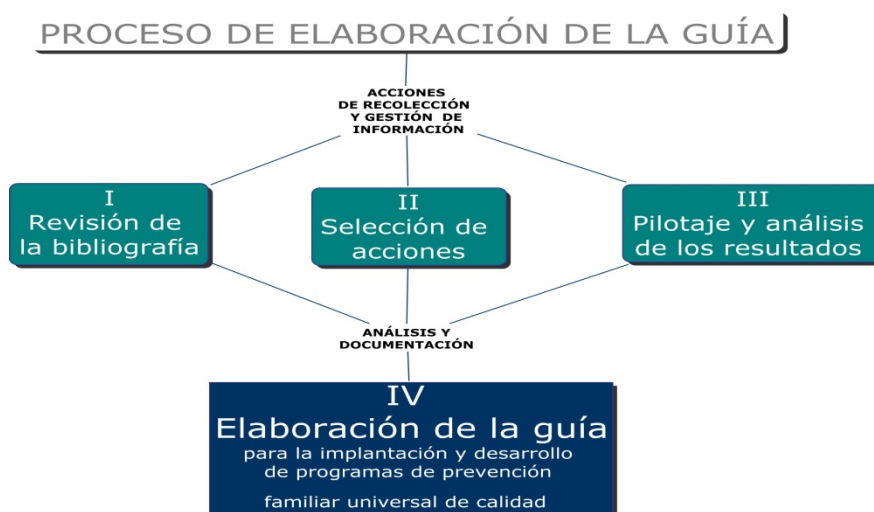 PROCESO DE ELABORACIÓN DE LA GUÍA
ACCIONES
DE RECOLECCIÓN
Y GESTIÓN DE
INFORMACIÓN
I
Revisión de
la bibliografía
II
Selección de
acciones
III
Pilotaje y análisis
de los resultados
ANÁLISIS Y
DOCUMENTACIÓN
IV
Elaboración de la guía
para la implantación y desarrollo
de programas de prevención
familiar universal de calidad